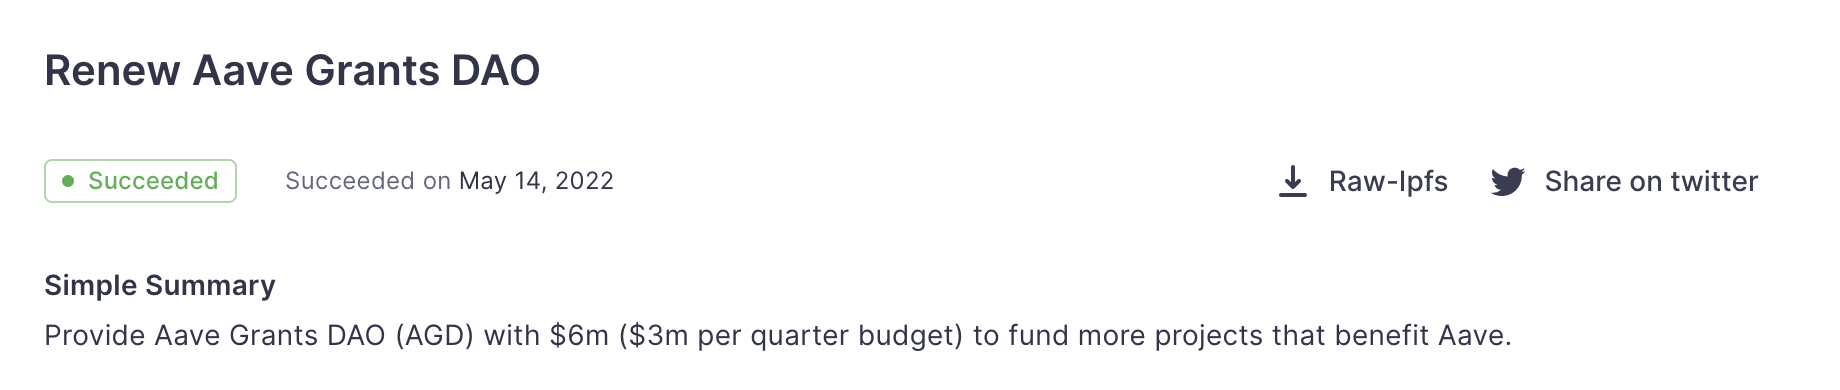 Renew Aave Grants DAO
Succeeded Succeeded on May 14, 2022 Raw-Ipfs Share on twitter
Simple Summary
Provide Aave Grants DAO (AGD) with $6m ($3m per quarter budget) to fund more projects that benefit Aave.